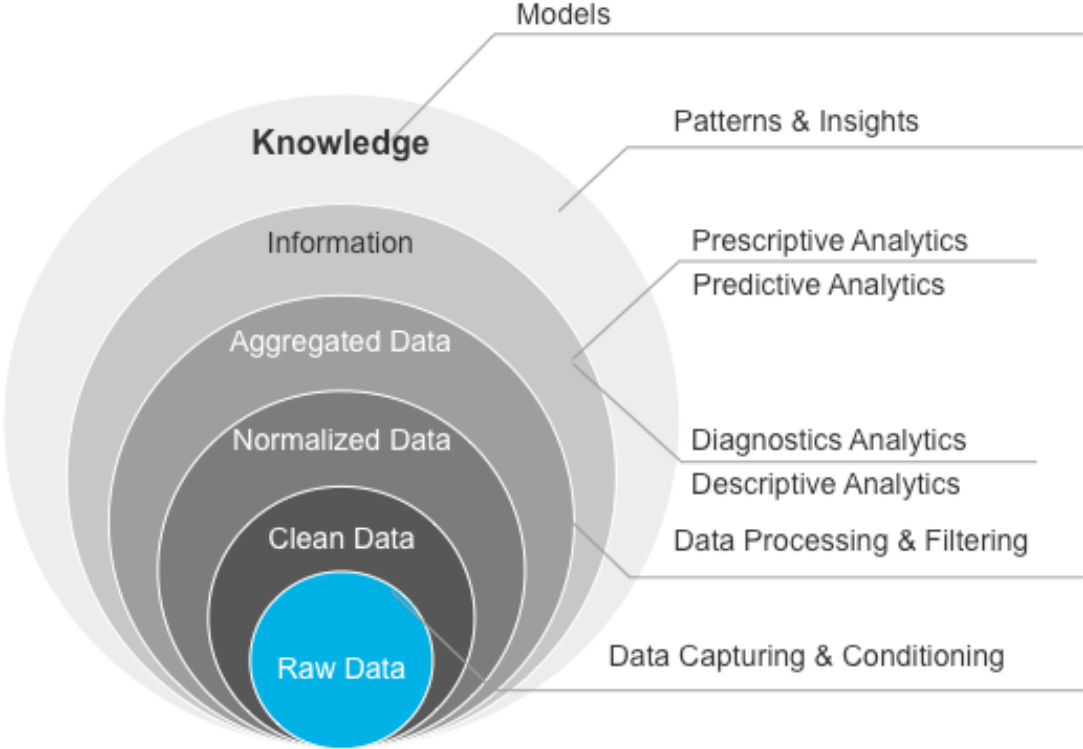 Models
Knowledge
Patterns & Insights
Information
Prescriptive Analytics
Predictive Analytics
Aggregated Data
Normalized Data
Diagnostics Analytics
Descriptive Analytics
Clean Data
Data Processing & Filtering
Raw Data
Data Capturing & Conditioning